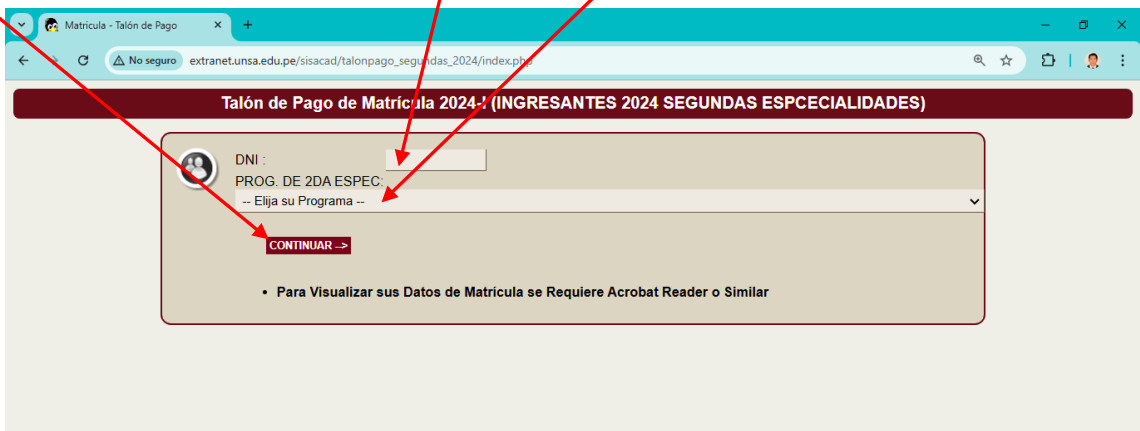 Matricula - Talón de Pago
No seguro extranet.unsa.edu.pe/sisacad/talonpago_segundas_2024/index.php
Talón de Pago de Matrícula 2024-I (INGRESANTES 2024 SEGUNDAS ESPCECIALIDADES)
DNI :
PROG. DE 2DA ESPEC:
-- Elija su Programa --
CONTINUAR -->
• Para Visualizar sus Datos de Matricula se Requiere Acrobat Reader o Similar